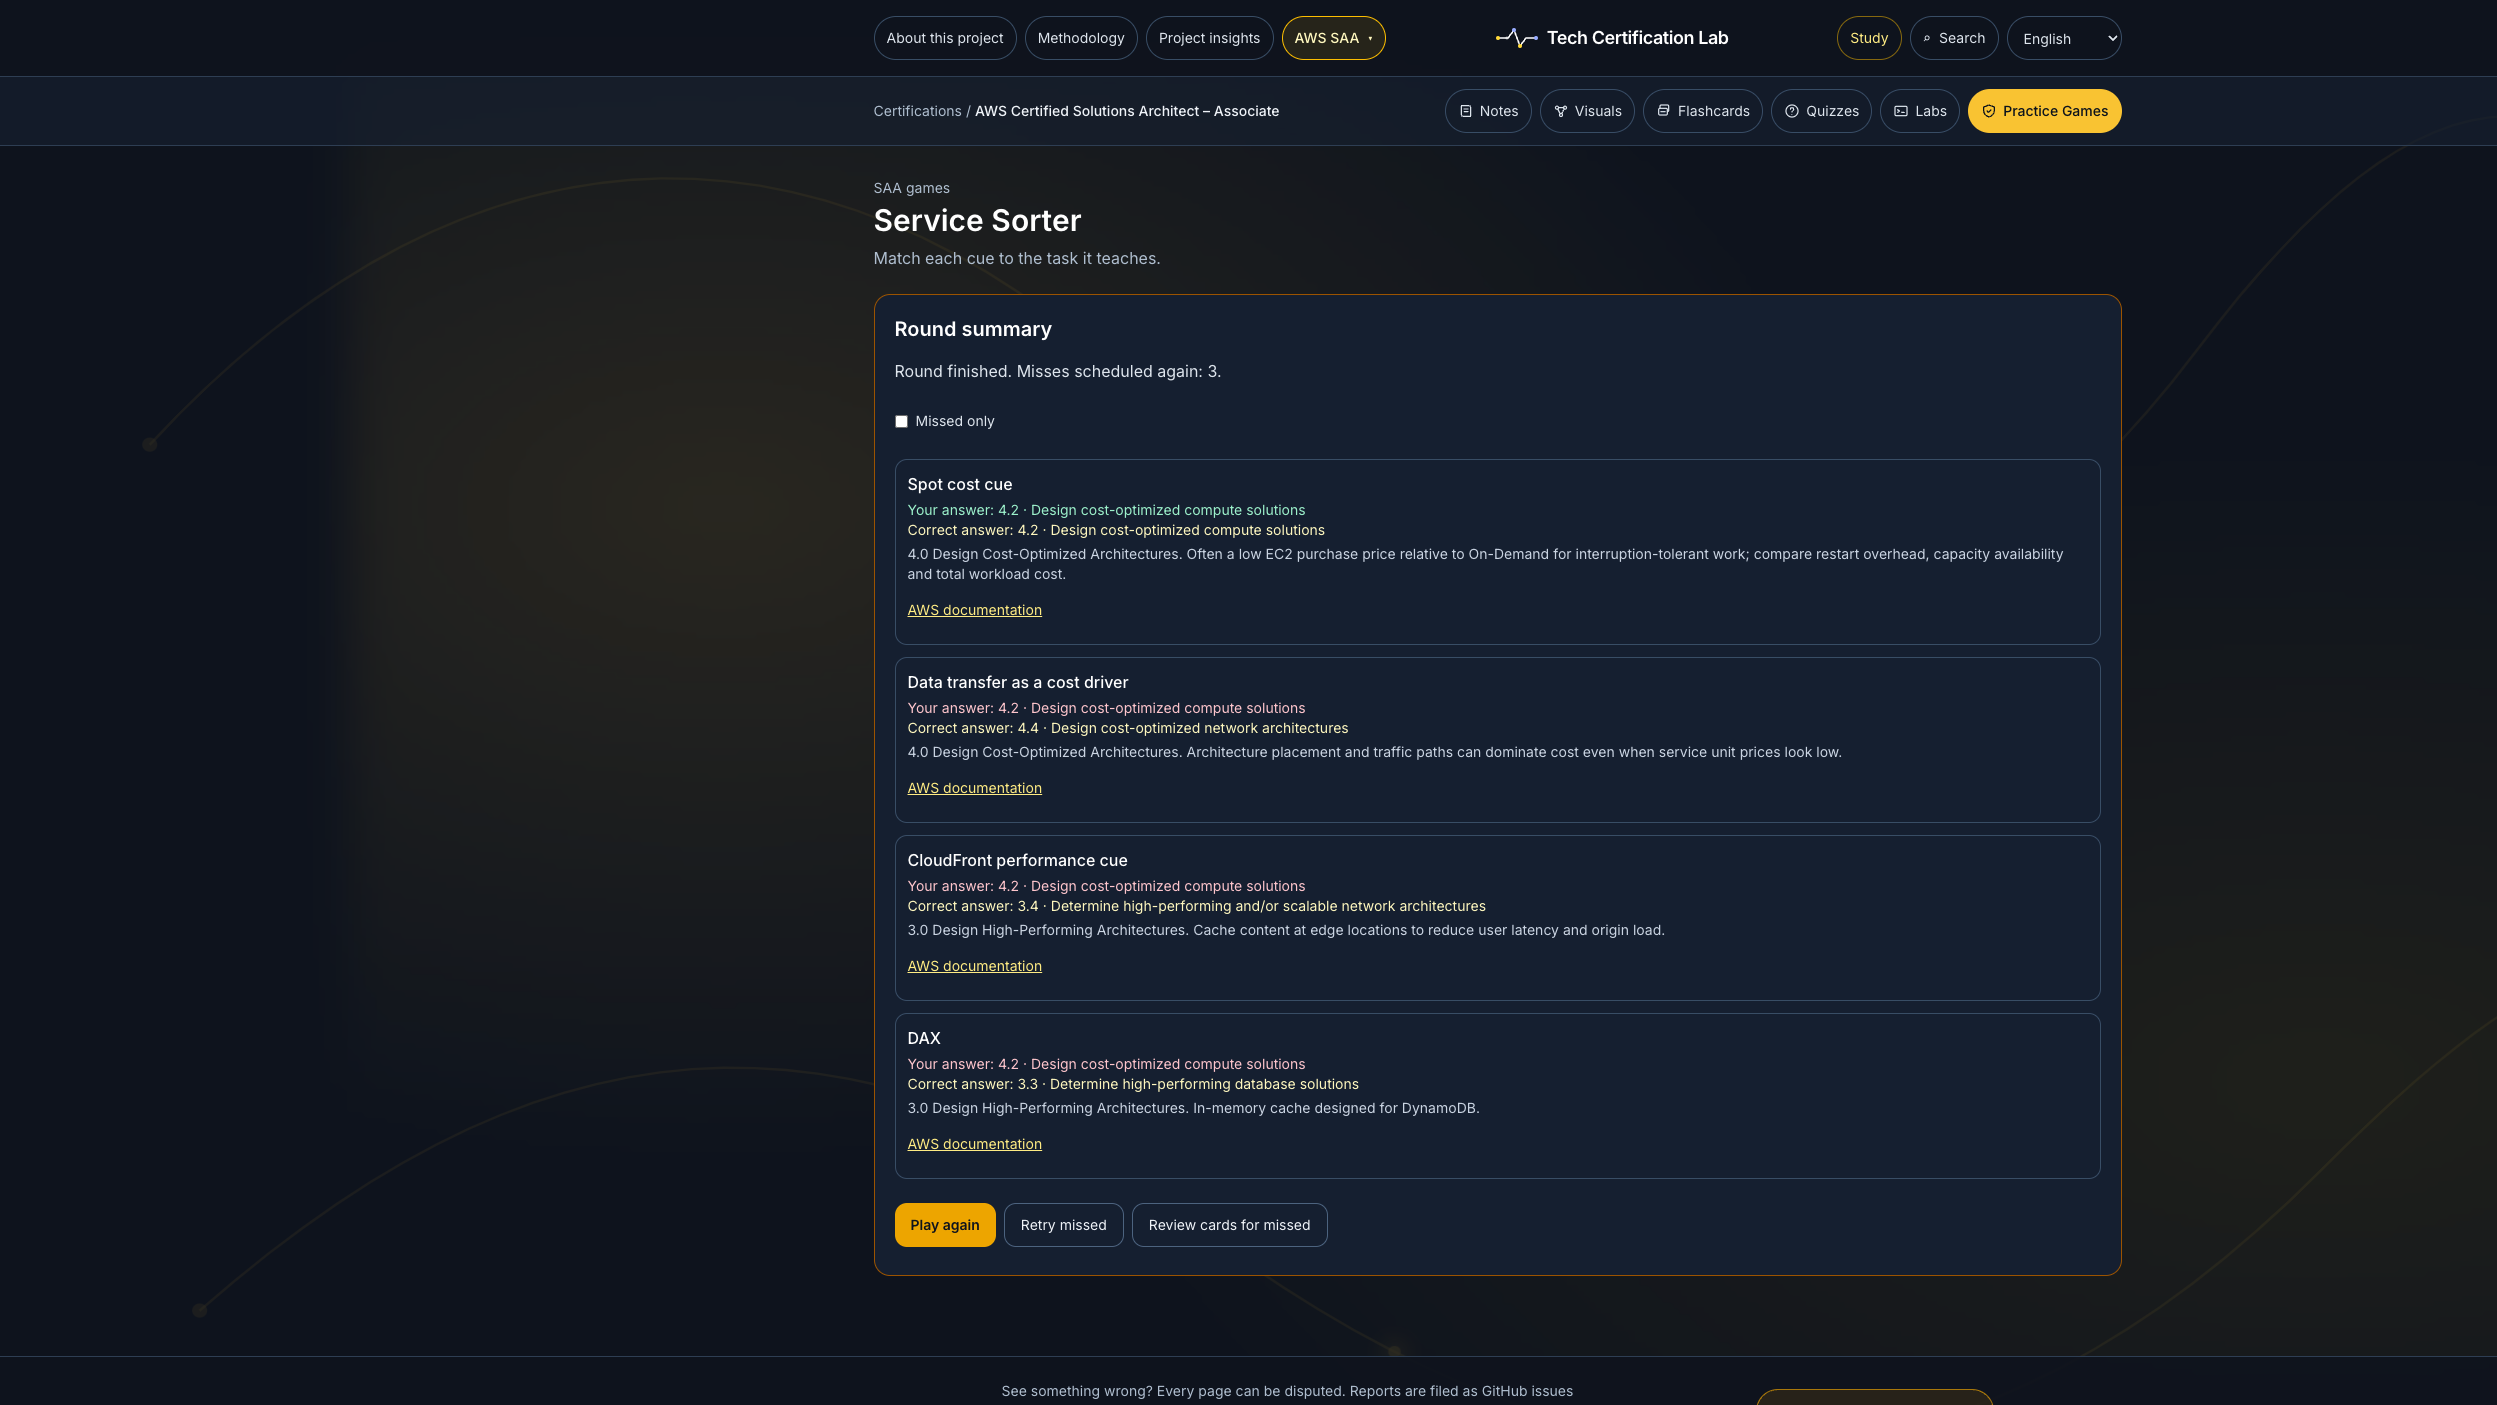 About this project
Methodology
Project insights
AWS SAA
Tech Certification Lab
Study
Search
English
Certifications / AWS Certified Solutions Architect – Associate
Notes
Visuals
Flashcards
Quizzes
Labs
Practice Games
SAA games
Service Sorter
Match each cue to the task it teaches.
Round summary
Round finished. Misses scheduled again: 3.
Missed only
Spot cost cue
Your answer: 4.2 · Design cost-optimized compute solutions
Correct answer: 4.2 · Design cost-optimized compute solutions
4.0 Design Cost-Optimized Architectures. Often a low EC2 purchase price relative to On-Demand for interruption-tolerant work; compare restart overhead, capacity availability
and total workload cost.
AWS documentation
Data transfer as a cost driver
Your answer: 4.2 · Design cost-optimized compute solutions
Correct answer: 4.4 · Design cost-optimized network architectures
4.0 Design Cost-Optimized Architectures. Architecture placement and traffic paths can dominate cost even when service unit prices look low.
AWS documentation
CloudFront performance cue
Your answer: 4.2 · Design cost-optimized compute solutions
Correct answer: 3.4 · Determine high-performing and/or scalable network architectures
3.0 Design High-Performing Architectures. Cache content at edge locations to reduce user latency and origin load.
AWS documentation
DAX
Your answer: 4.2 · Design cost-optimized compute solutions
Correct answer: 3.3 · Determine high-performing database solutions
3.0 Design High-Performing Architectures. In-memory cache designed for DynamoDB.
AWS documentation
Play again
Retry missed
Review cards for missed
See something wrong? Every page can be disputed. Reports are filed as GitHub issues